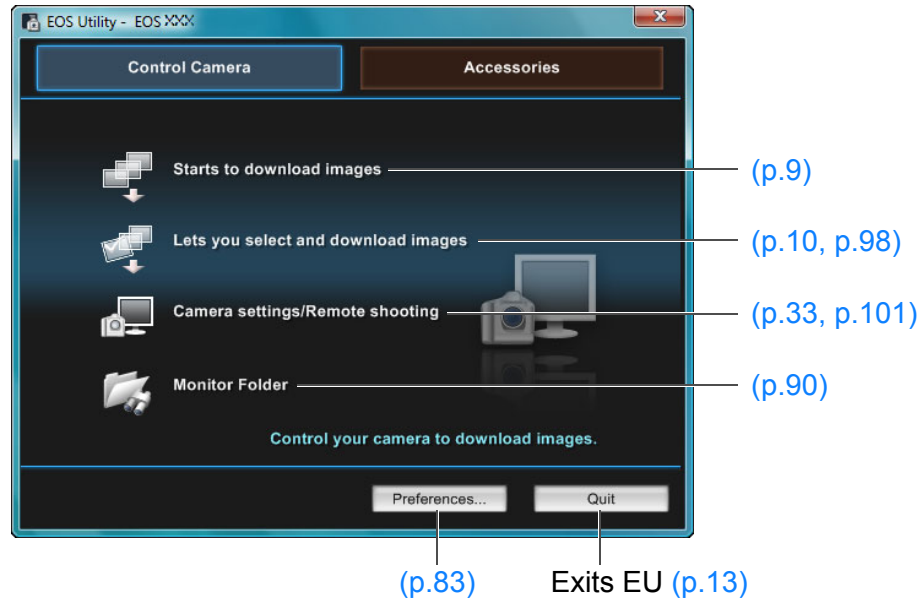 EOS Utility - EOS XXX
Control Camera
Accessories
Starts to download images (p.9)
Lets you select and download images (p.10, p.98)
Camera settings/Remote shooting (p.33, p.101)
Monitor Folder (p.90)
Control your camera to download images.
Preferences... Quit
(p.83) Exits EU (p.13)